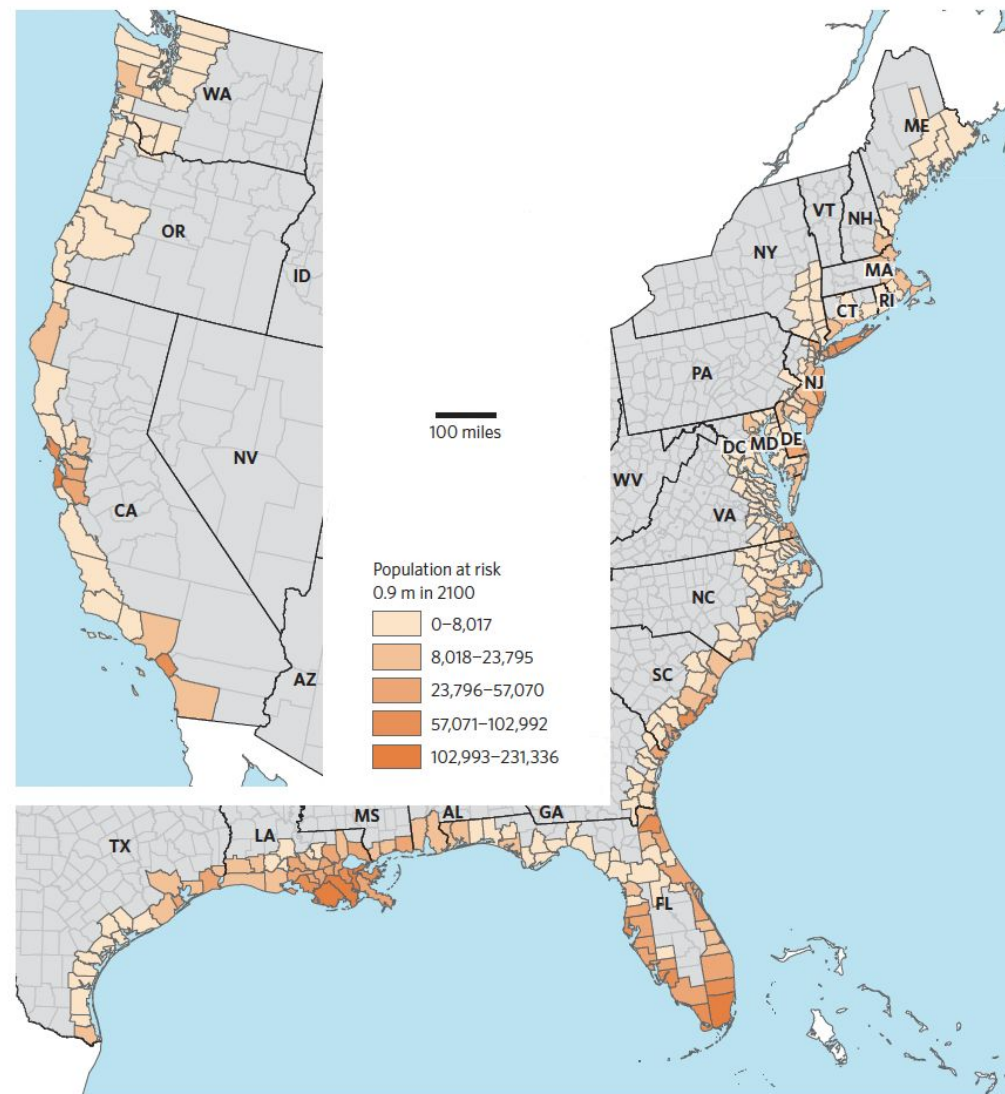 WA
OR
ID
NV
CA
AZ
ME
VT
NH
NY
MA
CT
RI
PA
NJ
DC
MD
DE
WV
VA
NC
SC
100 miles
Population at risk
0.9 m in 2100
0–8,017
8,018–23,795
23,796–57,070
57,071–102,992
102,993–231,336
TX
LA
MS
AL
GA
FL